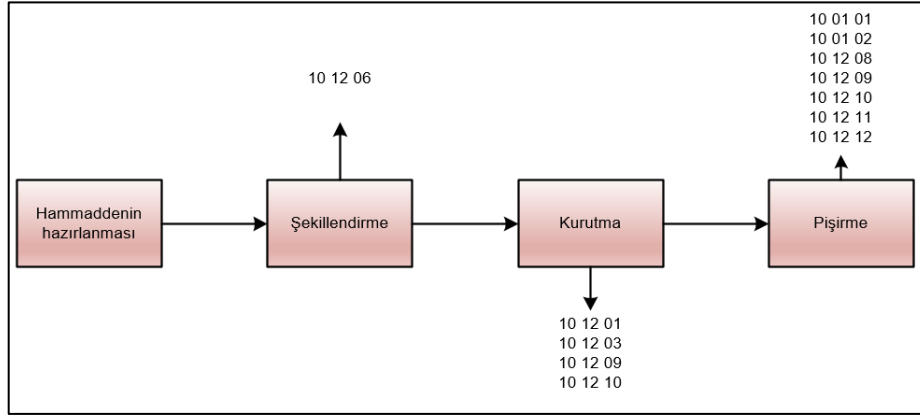 10 01 01
10 01 02
10 12 08
10 12 09
10 12 10
10 12 11
10 12 12
10 12 06
Hammaddenin
hazırlanması
Şekillendirme
Kurutma
Pişirme
10 12 01
10 12 03
10 12 09
10 12 10